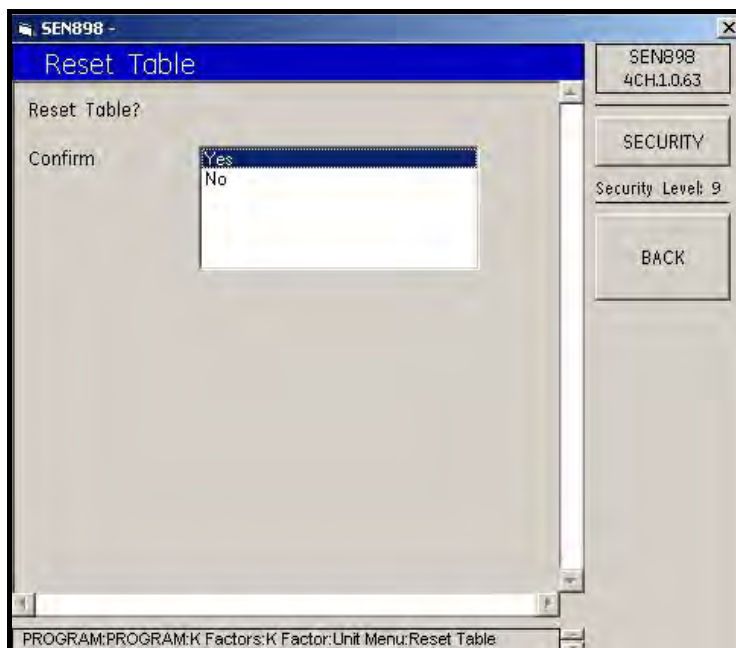 SEN898 -
Reset Table
Reset Table?
Confirm
Yes
No
SEN898
4CH.1.0.63
SECURITY
Security Level: 9
BACK
PROGRAM:PROGRAM:K Factors:K Factor:Unit Menu:Reset Table